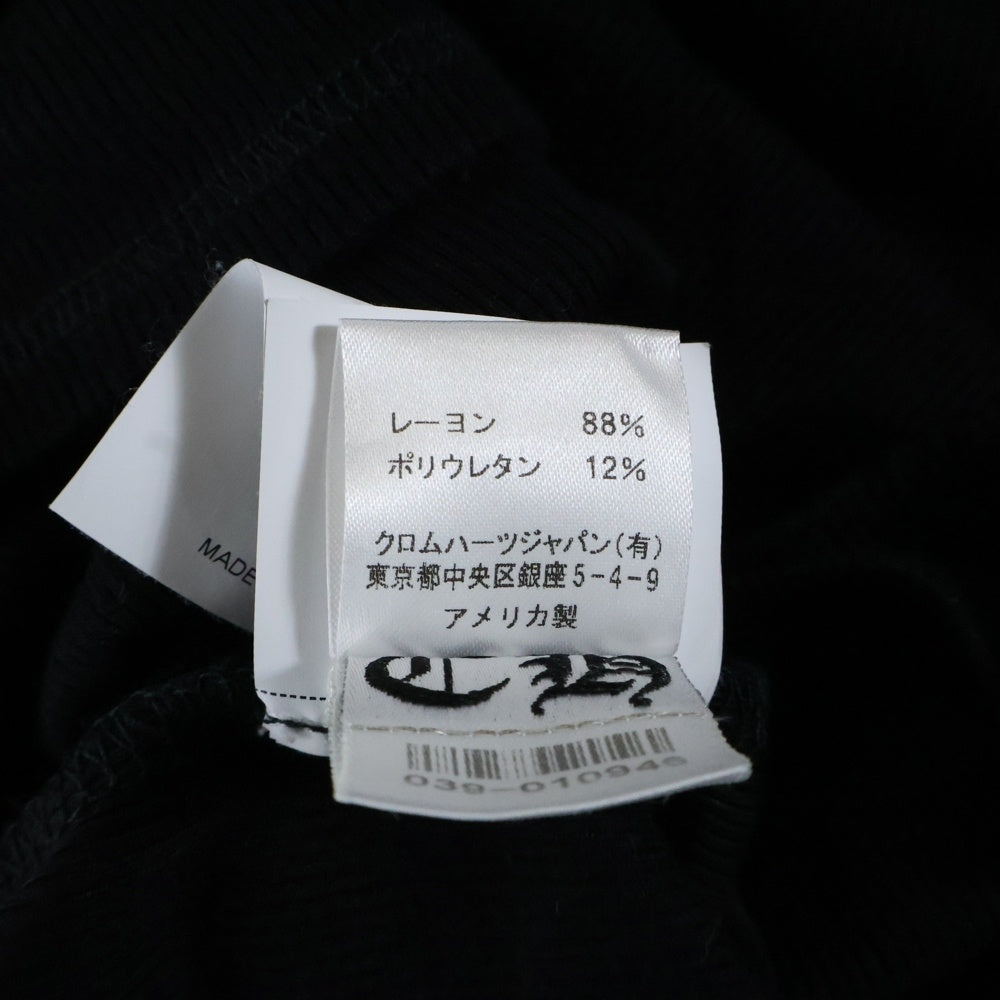 レーヨン 88%
ポリウレタン 12%
クロムハーツジャパン(有)
東京都中央区銀座5-4-9
アメリカ製
MADE
CH
039-010946